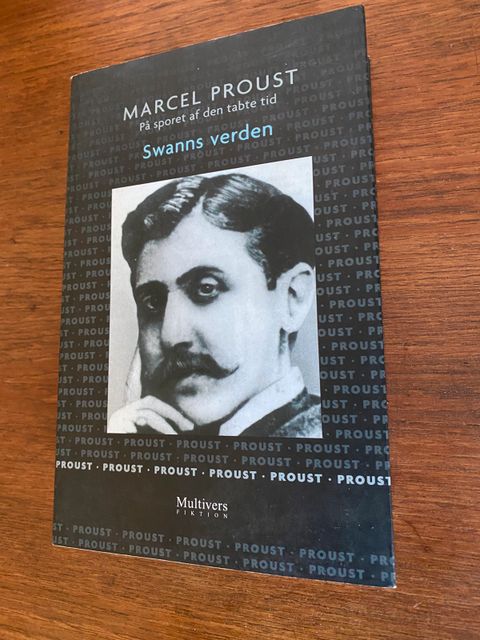 MARCEL PROUST
På sporet af den tabte tid
Swanns verden
PROUST · PROUST · PROUST · PROUST · PROUST · PROUST
Multivers
FIKTION